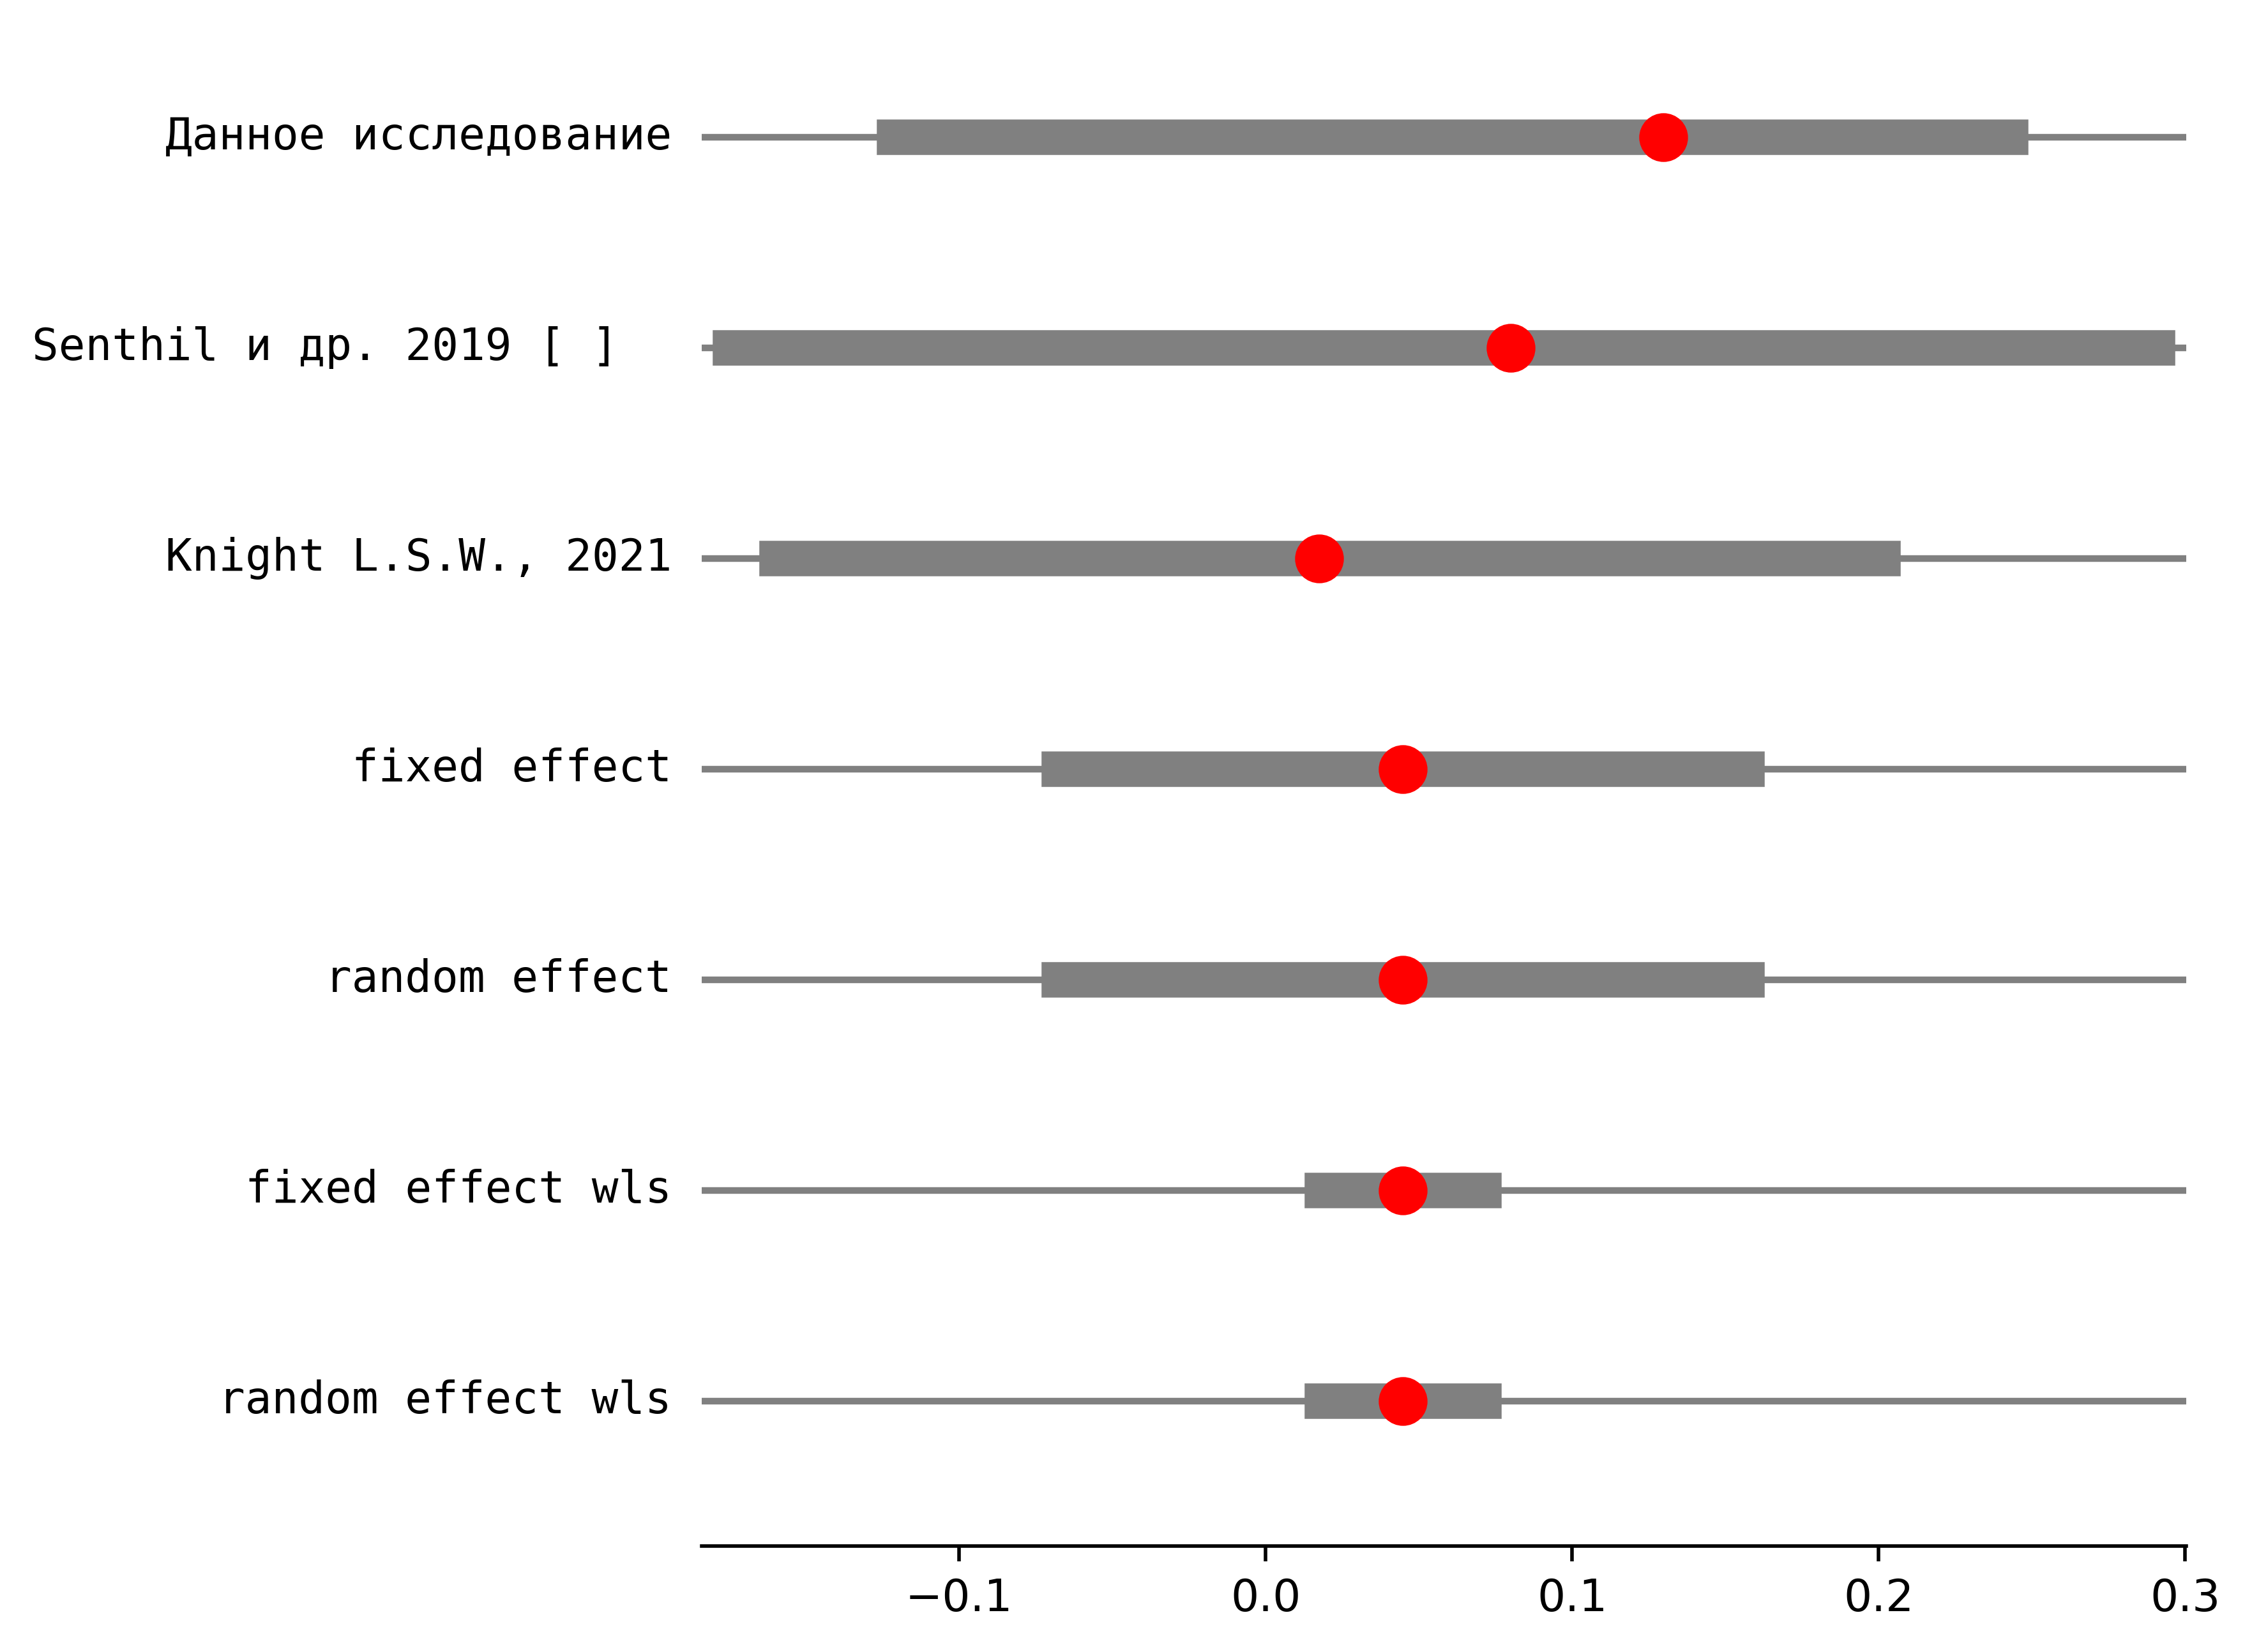 Данное исследование
Senthil и др. 2019 [ ]
Knight L.S.W., 2021
fixed effect
random effect
fixed effect wls
random effect wls
−0.1 0.0 0.1 0.2 0.3